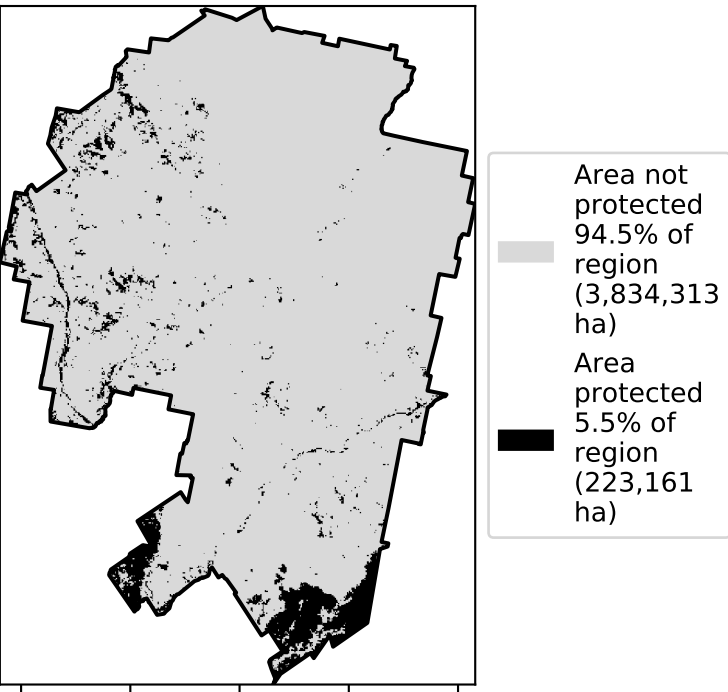 Area not
protected
94.5% of
region
(3,834,313
ha)
Area
protected
5.5% of
region
(223,161
ha)